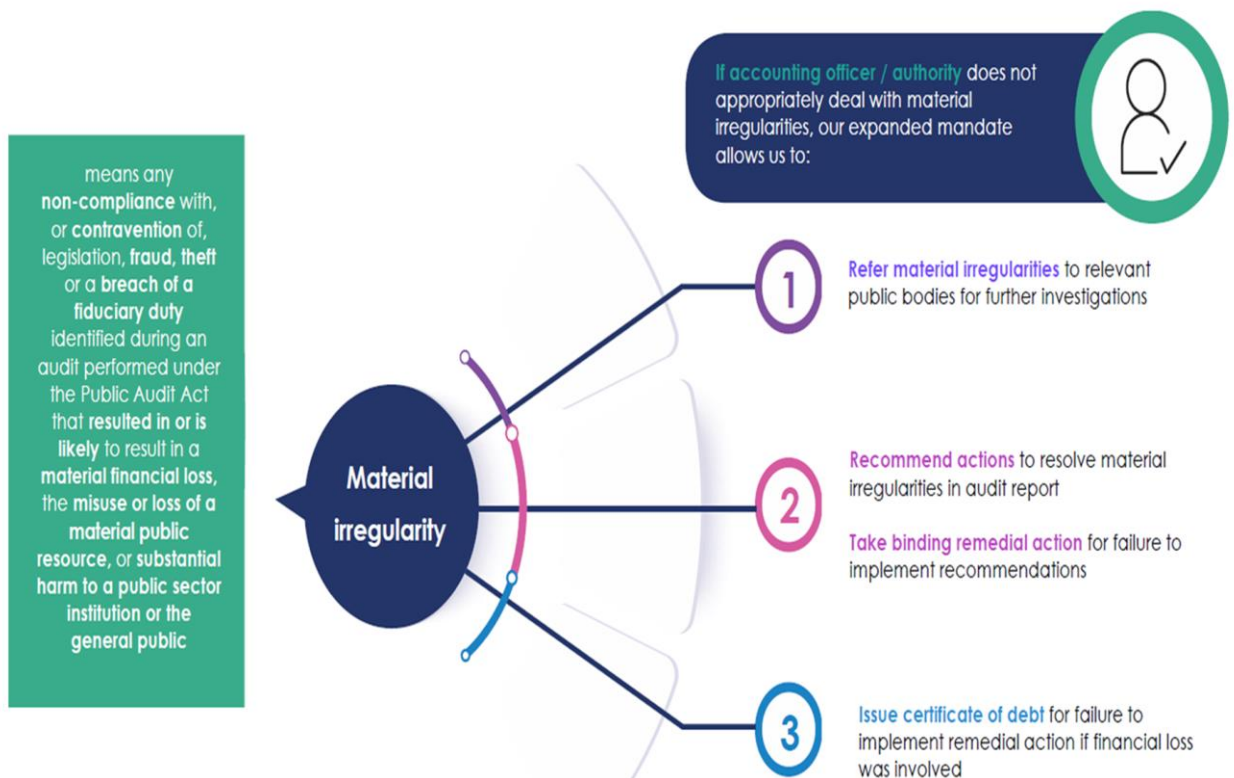 If accounting officer / authority does not
appropriately deal with material
irregularities, our expanded mandate
allows us to:
means any
non-compliance with,
or contravention of,
legislation, fraud, theft
or a breach of a
fiduciary duty
identified during an
audit performed under
the Public Audit Act
that resulted in or is
likely to result in a
material financial loss,
the misuse or loss of a
material public
resource, or substantial
harm to a public sector
institution or the
general public
Material
irregularity
1
Refer material irregularities to relevant
public bodies for further investigations
2
Recommend actions to resolve material
irregularities in audit report
Take binding remedial action for failure to
implement recommendations
3
Issue certificate of debt for failure to
implement remedial action if financial loss
was involved